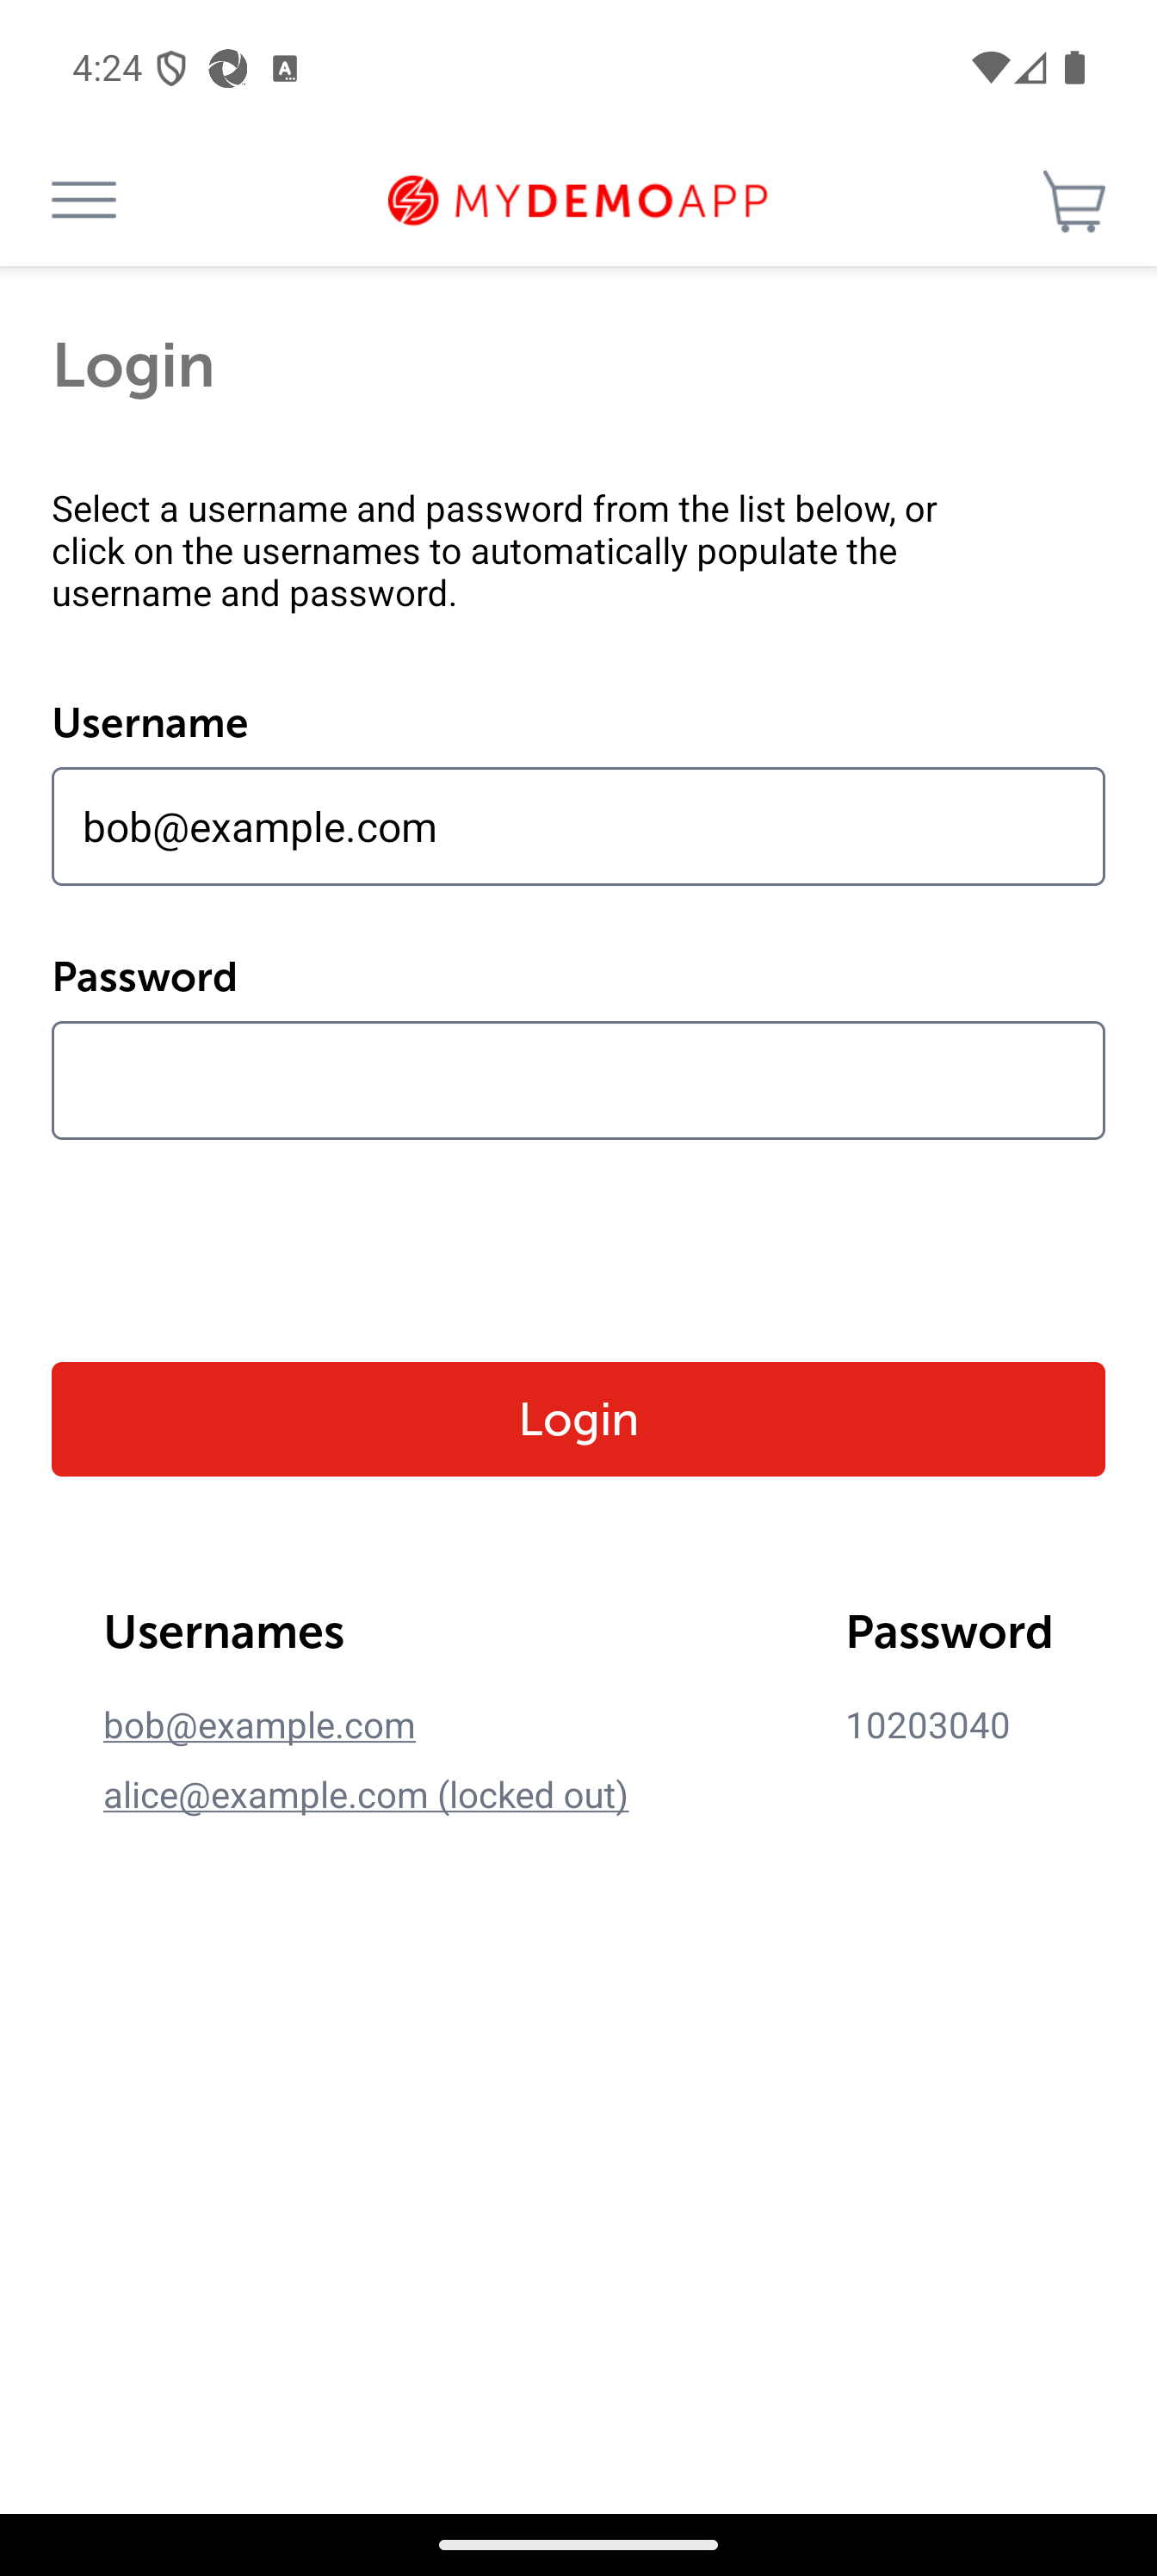 4:24
MYDEMOAPP
Login
Select a username and password from the list below, or
click on the usernames to automatically populate the
username and password.
Username
bob@example.com
Password
Login
Usernames Password
bob@example.com 10203040
alice@example.com (locked out)